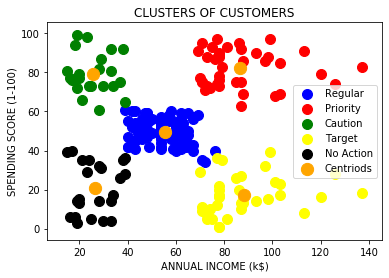 CLUSTERS OF CUSTOMERS
SPENDING SCORE (1-100)
100
80
60
40
20
0
Regular
Priority
Caution
Target
No Action
Centriods
20 40 60 80 100 120 140
ANNUAL INCOME (k$)